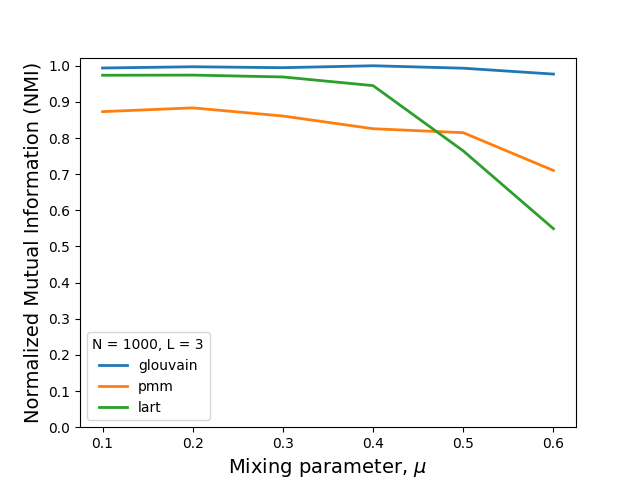 Normalized Mutual Information (NMI)
1.0
0.9
0.8
0.7
0.6
0.5
0.4
0.3
0.2
0.1
0.0
N = 1000, L = 3
glouvain
pmm
lart
0.1 0.2 0.3 0.4 0.5 0.6
Mixing parameter, μ